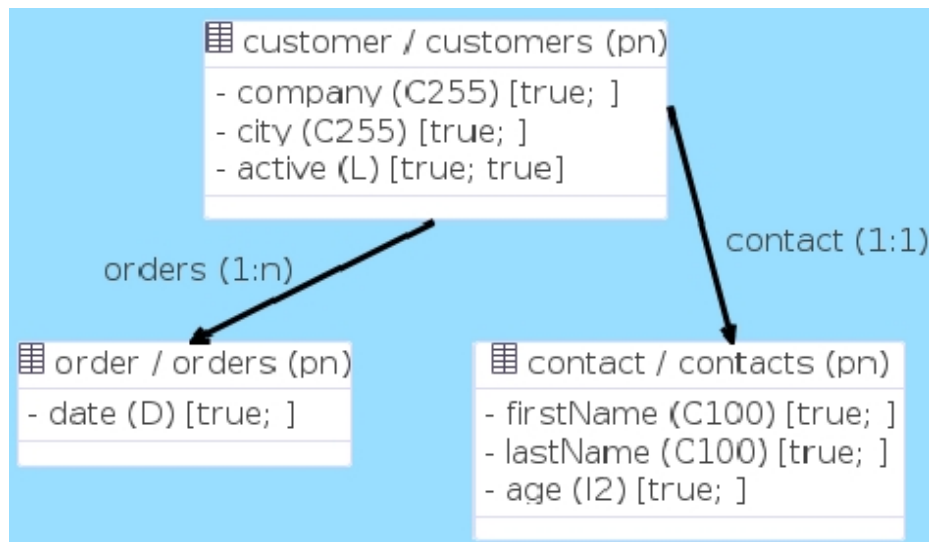 customer / customers (pn)
- company (C255) [true; ]
- city (C255) [true; ]
- active (L) [true; true]
orders (1:n)
contact (1:1)
order / orders (pn)
- date (D) [true; ]
contact / contacts (pn)
- firstName (C100) [true; ]
- lastName (C100) [true; ]
- age (I2) [true; ]